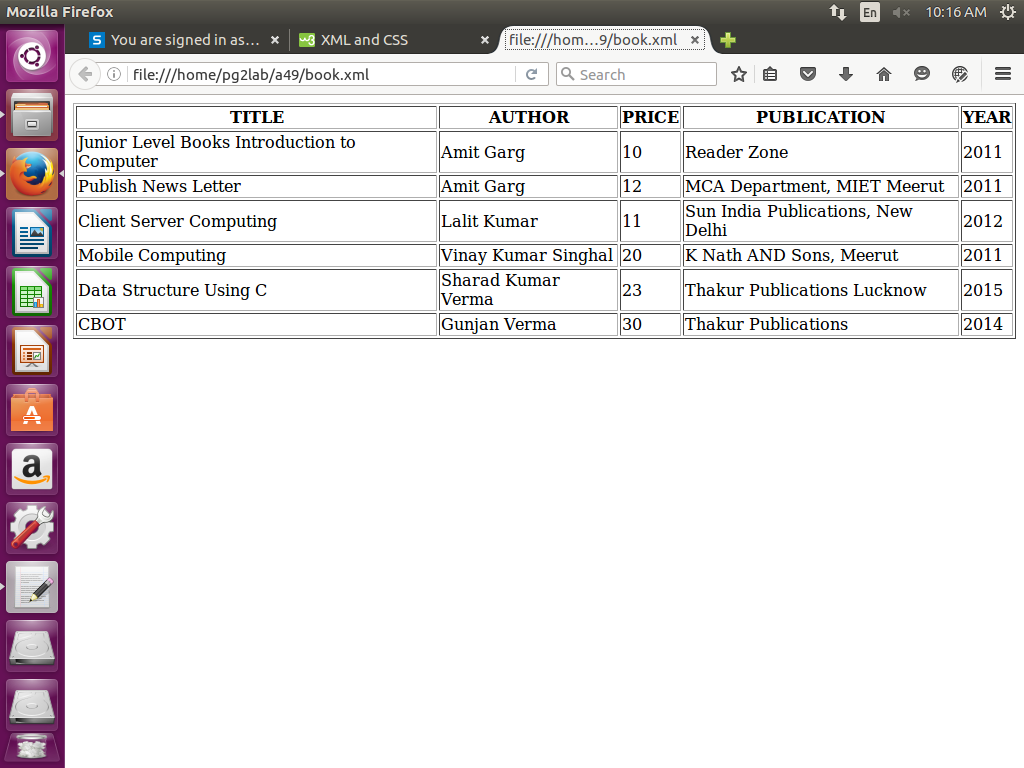 Mozilla Firefox En 10:16 AM
S You are signed in as... × w3 XML and CSS × file:///hom...9/book.xml ×
file:///home/pg2lab/a49/book.xml Search
TITLE AUTHOR PRICE PUBLICATION YEAR
Junior Level Books Introduction to
Computer Amit Garg 10 Reader Zone 2011
Publish News Letter Amit Garg 12 MCA Department, MIET Meerut 2011
Client Server Computing Lalit Kumar 11 Sun India Publications, New
Delhi 2012
Mobile Computing Vinay Kumar Singhal 20 K Nath AND Sons, Meerut 2011
Data Structure Using C Sharad Kumar
Verma 23 Thakur Publications Lucknow 2015
CBOT Gunjan Verma 30 Thakur Publications 2014